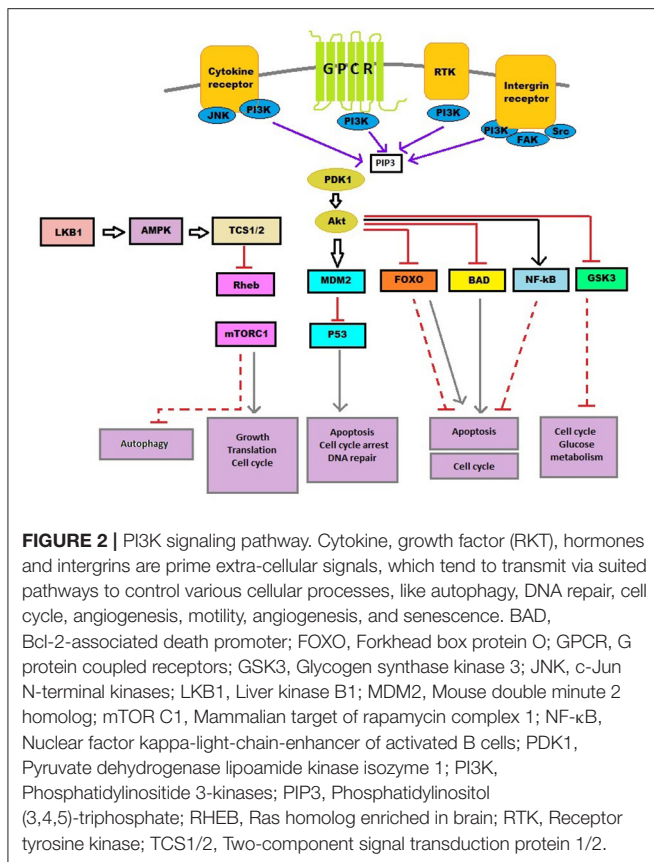 Cytokine
receptor
JNK
PI3K
GPCR
PI3K
RTK
PI3K
Intergrin
receptor
PI3K
FAK
Src
PIP3
PDK1
Akt
LKB1
AMPK
TCS1/2
Rheb
mTORC1
MDM2
P53
FOXO
BAD
NF-kB
GSK3
Autophagy
Growth
Translation
Cell cycle
Apoptosis
Cell cycle arrest
DNA repair
Apoptosis
Cell cycle
Cell cycle
Glucose
metabolism
FIGURE 2 | PI3K signaling pathway. Cytokine, growth factor (RKT), hormones
and intergrins are prime extra-cellular signals, which tend to transmit via suited
pathways to control various cellular processes, like autophagy, DNA repair, cell
cycle, angiogenesis, motility, angiogenesis, and senescence. BAD,
Bcl-2-associated death promoter; FOXO, Forkhead box protein O; GPCR, G
protein coupled receptors; GSK3, Glycogen synthase kinase 3; JNK, c-Jun
N-terminal kinases; LKB1, Liver kinase B1; MDM2, Mouse double minute 2
homolog; mTOR C1, Mammalian target of rapamycin complex 1; NF-κB,
Nuclear factor kappa-light-chain-enhancer of activated B cells; PDK1,
Pyruvate dehydrogenase lipoamide kinase isozyme 1; PI3K,
Phosphatidylinositide 3-kinases; PIP3, Phosphatidylinositol
(3,4,5)-triphosphate; RHEB, Ras homolog enriched in brain; RTK, Receptor
tyrosine kinase; TCS1/2, Two-component signal transduction protein 1/2.